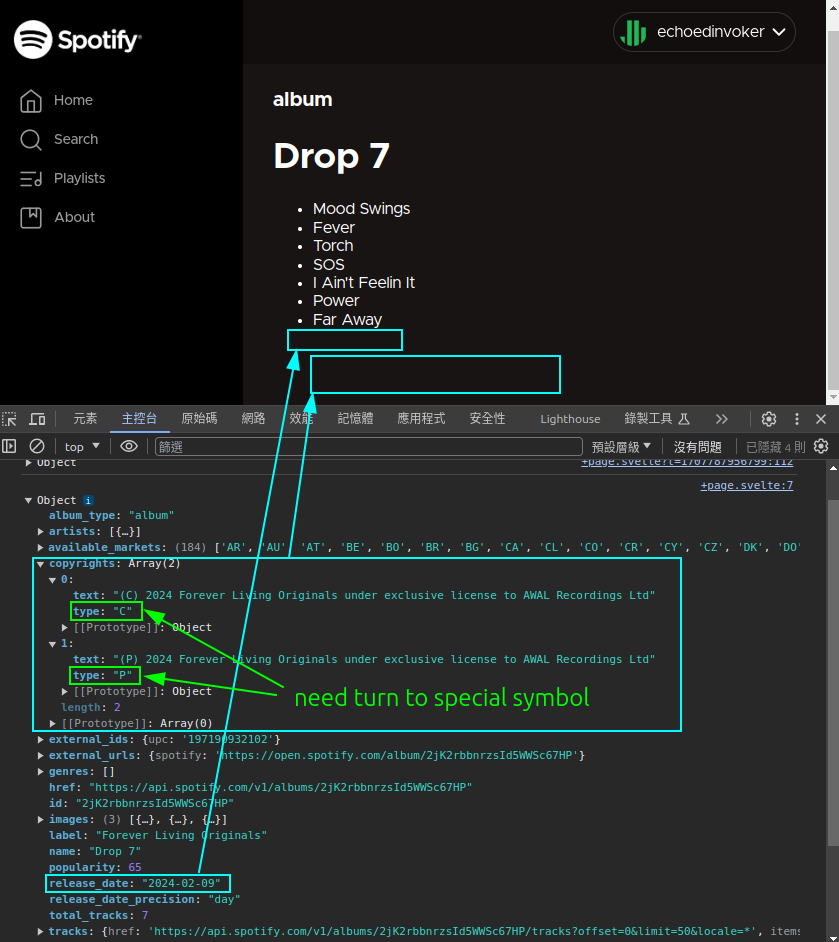 Spotify
echoedinvoker
Home
Search
Playlists
About
album
Drop 7
Mood Swings
Fever
Torch
SOS
I Ain't Feelin It
Power
Far Away
元素 主控台 原始碼 網路 效能 記憶體 應用程式 安全性 Lighthouse 錄製工具
top 篩選 預設層級 沒有問題 已隱藏 4 則
Object +page.svelte?t=1707787956799:112
+page.svelte:7
Object i
album_type: "album"
artists: [{…}]
available_markets: (184) ['AR', 'AU', 'AT', 'BE', 'BO', 'BR', 'BG', 'CA', 'CL', 'CO', 'CR', 'CY', 'CZ', 'DK', 'DO'
copyrights: Array(2)
0:
text: "(C) 2024 Forever Living Originals under exclusive license to AWAL Recordings Ltd"
type: "C"
[[Prototype]]: Object
1:
text: "(P) 2024 Forever Living Originals under exclusive license to AWAL Recordings Ltd"
type: "P"
[[Prototype]]: Object
need turn to special symbol
length: 2
[[Prototype]]: Array(0)
external_ids: {upc: '197190932102'}
external_urls: {spotify: 'https://open.spotify.com/album/2jK2rbbnrzsId5WWSc67HP'}
genres: []
href: "https://api.spotify.com/v1/albums/2jK2rbbnrzsId5WWSc67HP"
id: "2jK2rbbnrzsId5WWSc67HP"
images: (3) [{…}, {…}, {…}]
label: "Forever Living Originals"
name: "Drop 7"
popularity: 65
release_date: "2024-02-09"
release_date_precision: "day"
total_tracks: 7
tracks: {href: 'https://api.spotify.com/v1/albums/2jK2rbbnrzsId5WWSc67HP/tracks?offset=0&limit=50&locale=*', items